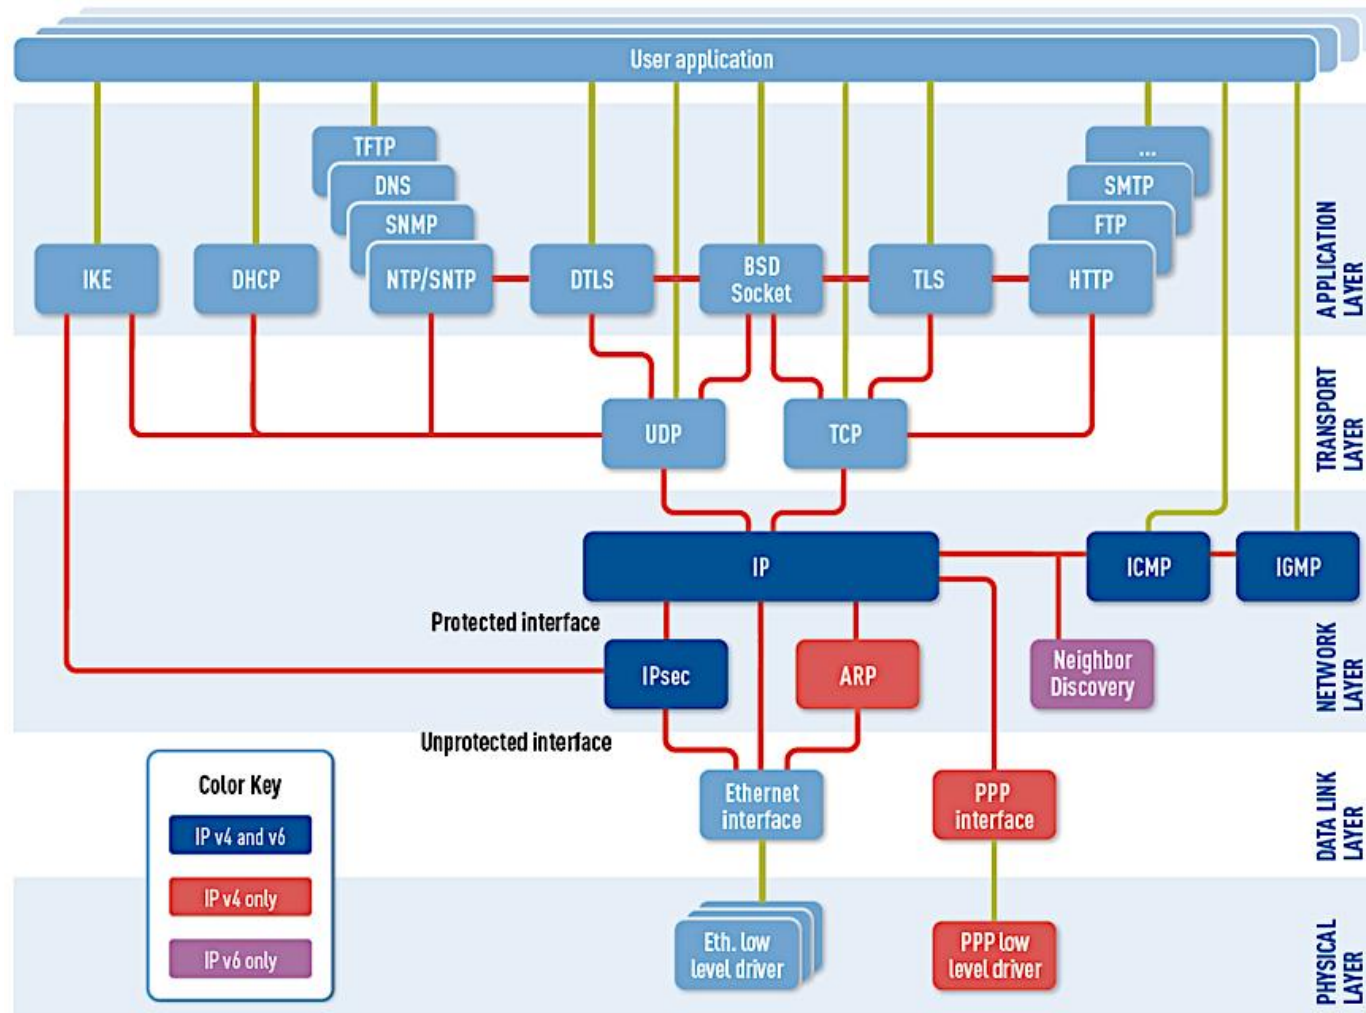 User application
TFTP
DNS
SNMP
NTP/SNTP
IKE
DHCP
DTLS
BSD
Socket
TLS
...
SMTP
FTP
HTTP
APPLICATION
LAYER
UDP
TCP
TRANSPORT
LAYER
IP
ICMP
IGMP
Protected interface
IPsec
ARP
Neighbor
Discovery
NETWORK
LAYER
Unprotected interface
Ethernet
interface
PPP
interface
DATA LINK
LAYER
Color Key
IP v4 and v6
IP v4 only
IP v6 only
Eth. low
level driver
PPP low
level driver
PHYSICAL
LAYER